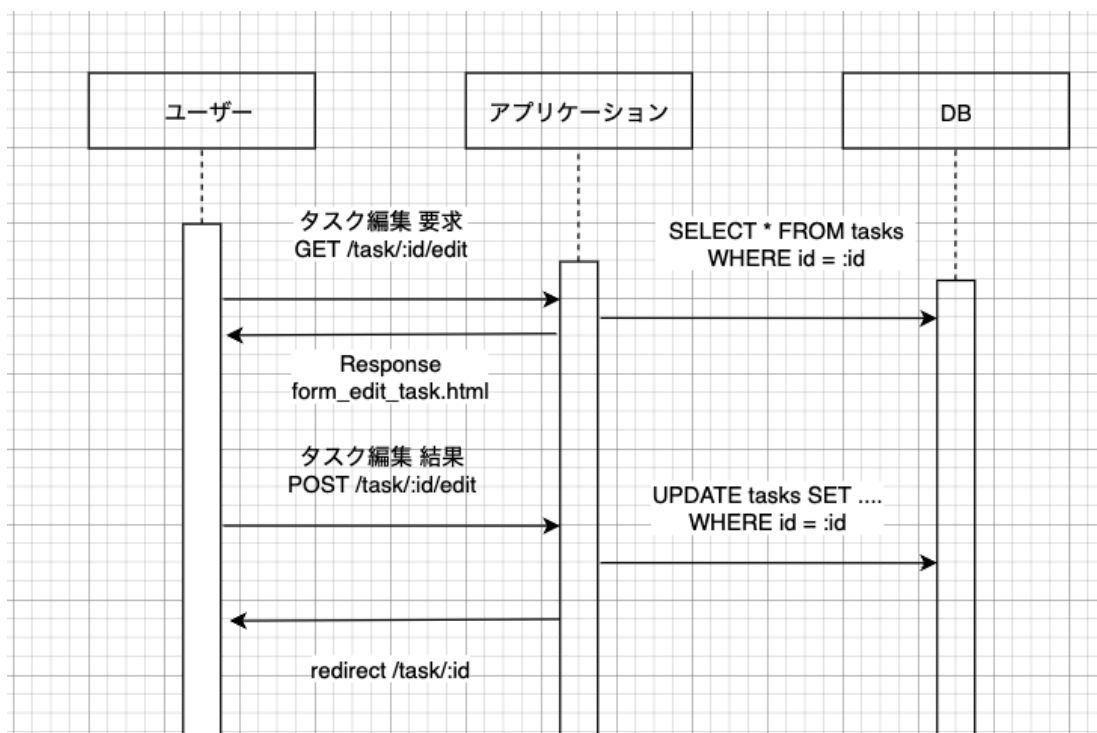 ユーザー
アプリケーション
DB
タスク編集 要求
GET /task/:id/edit
SELECT * FROM tasks
WHERE id = :id
Response
form_edit_task.html
タスク編集 結果
POST /task/:id/edit
UPDATE tasks SET ....
WHERE id = :id
redirect /task/:id